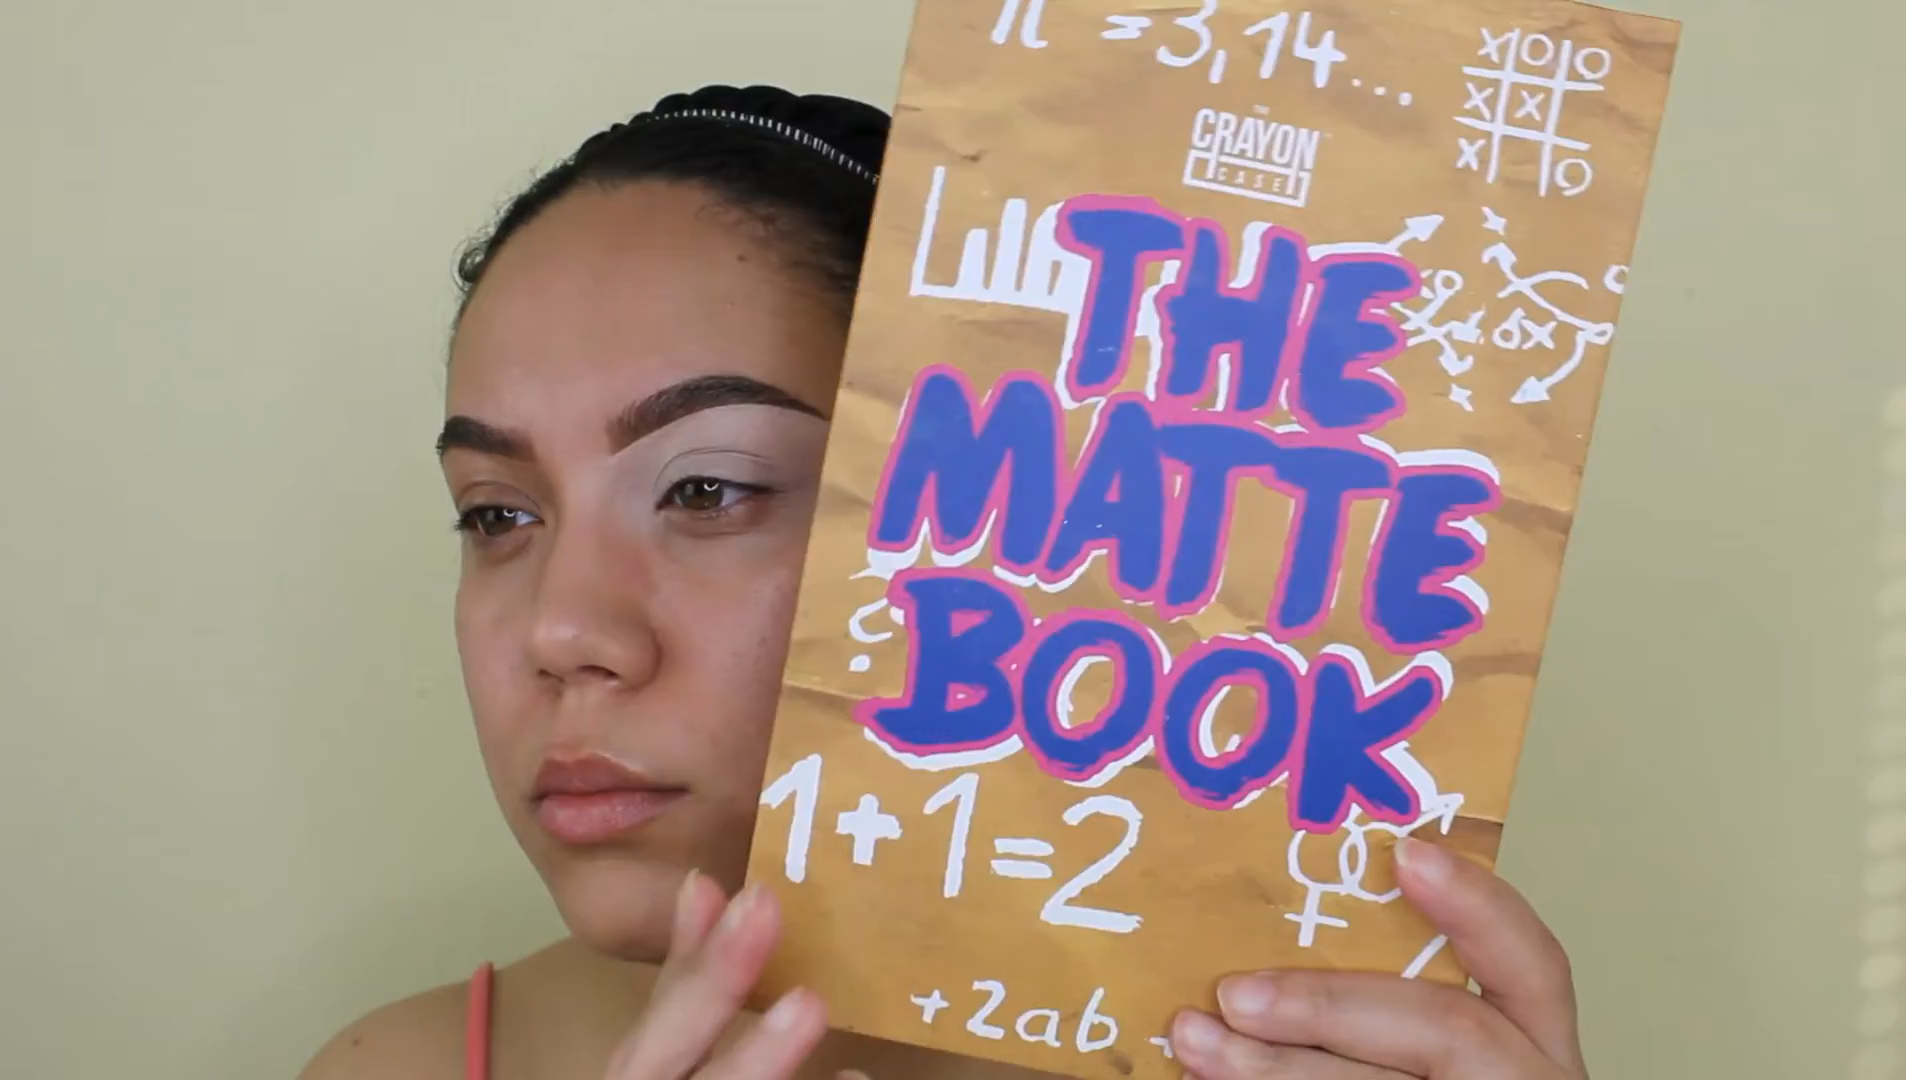 π = 3,14...
X O O
THE
CRAYON
CASE
X X
X O
THE
MATTE
BOOK
1+1=2
+2ab +